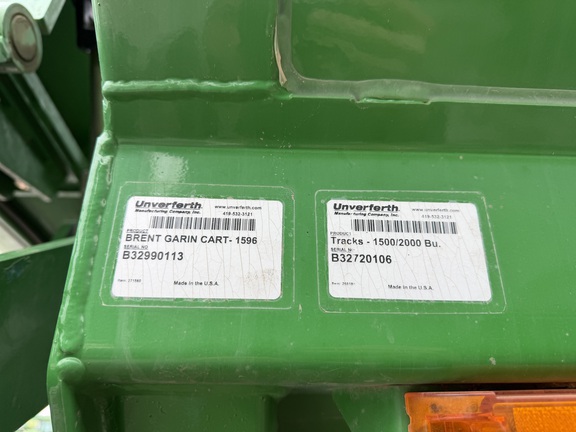 Unverferth
Manufacturing Company, Inc.
www.unverferth.com
419-532-3121
PRODUCT
BRENT GARIN CART- 1596
SERIAL NO
B32990113
Made in the U.S.A.
Unverferth
Manufacturing Company, Inc.
www.unverferth.com
419-532-3121
PRODUCT
Tracks - 1500/2000 Bu.
SERIAL NO
B32720106
Made in the U.S.A.